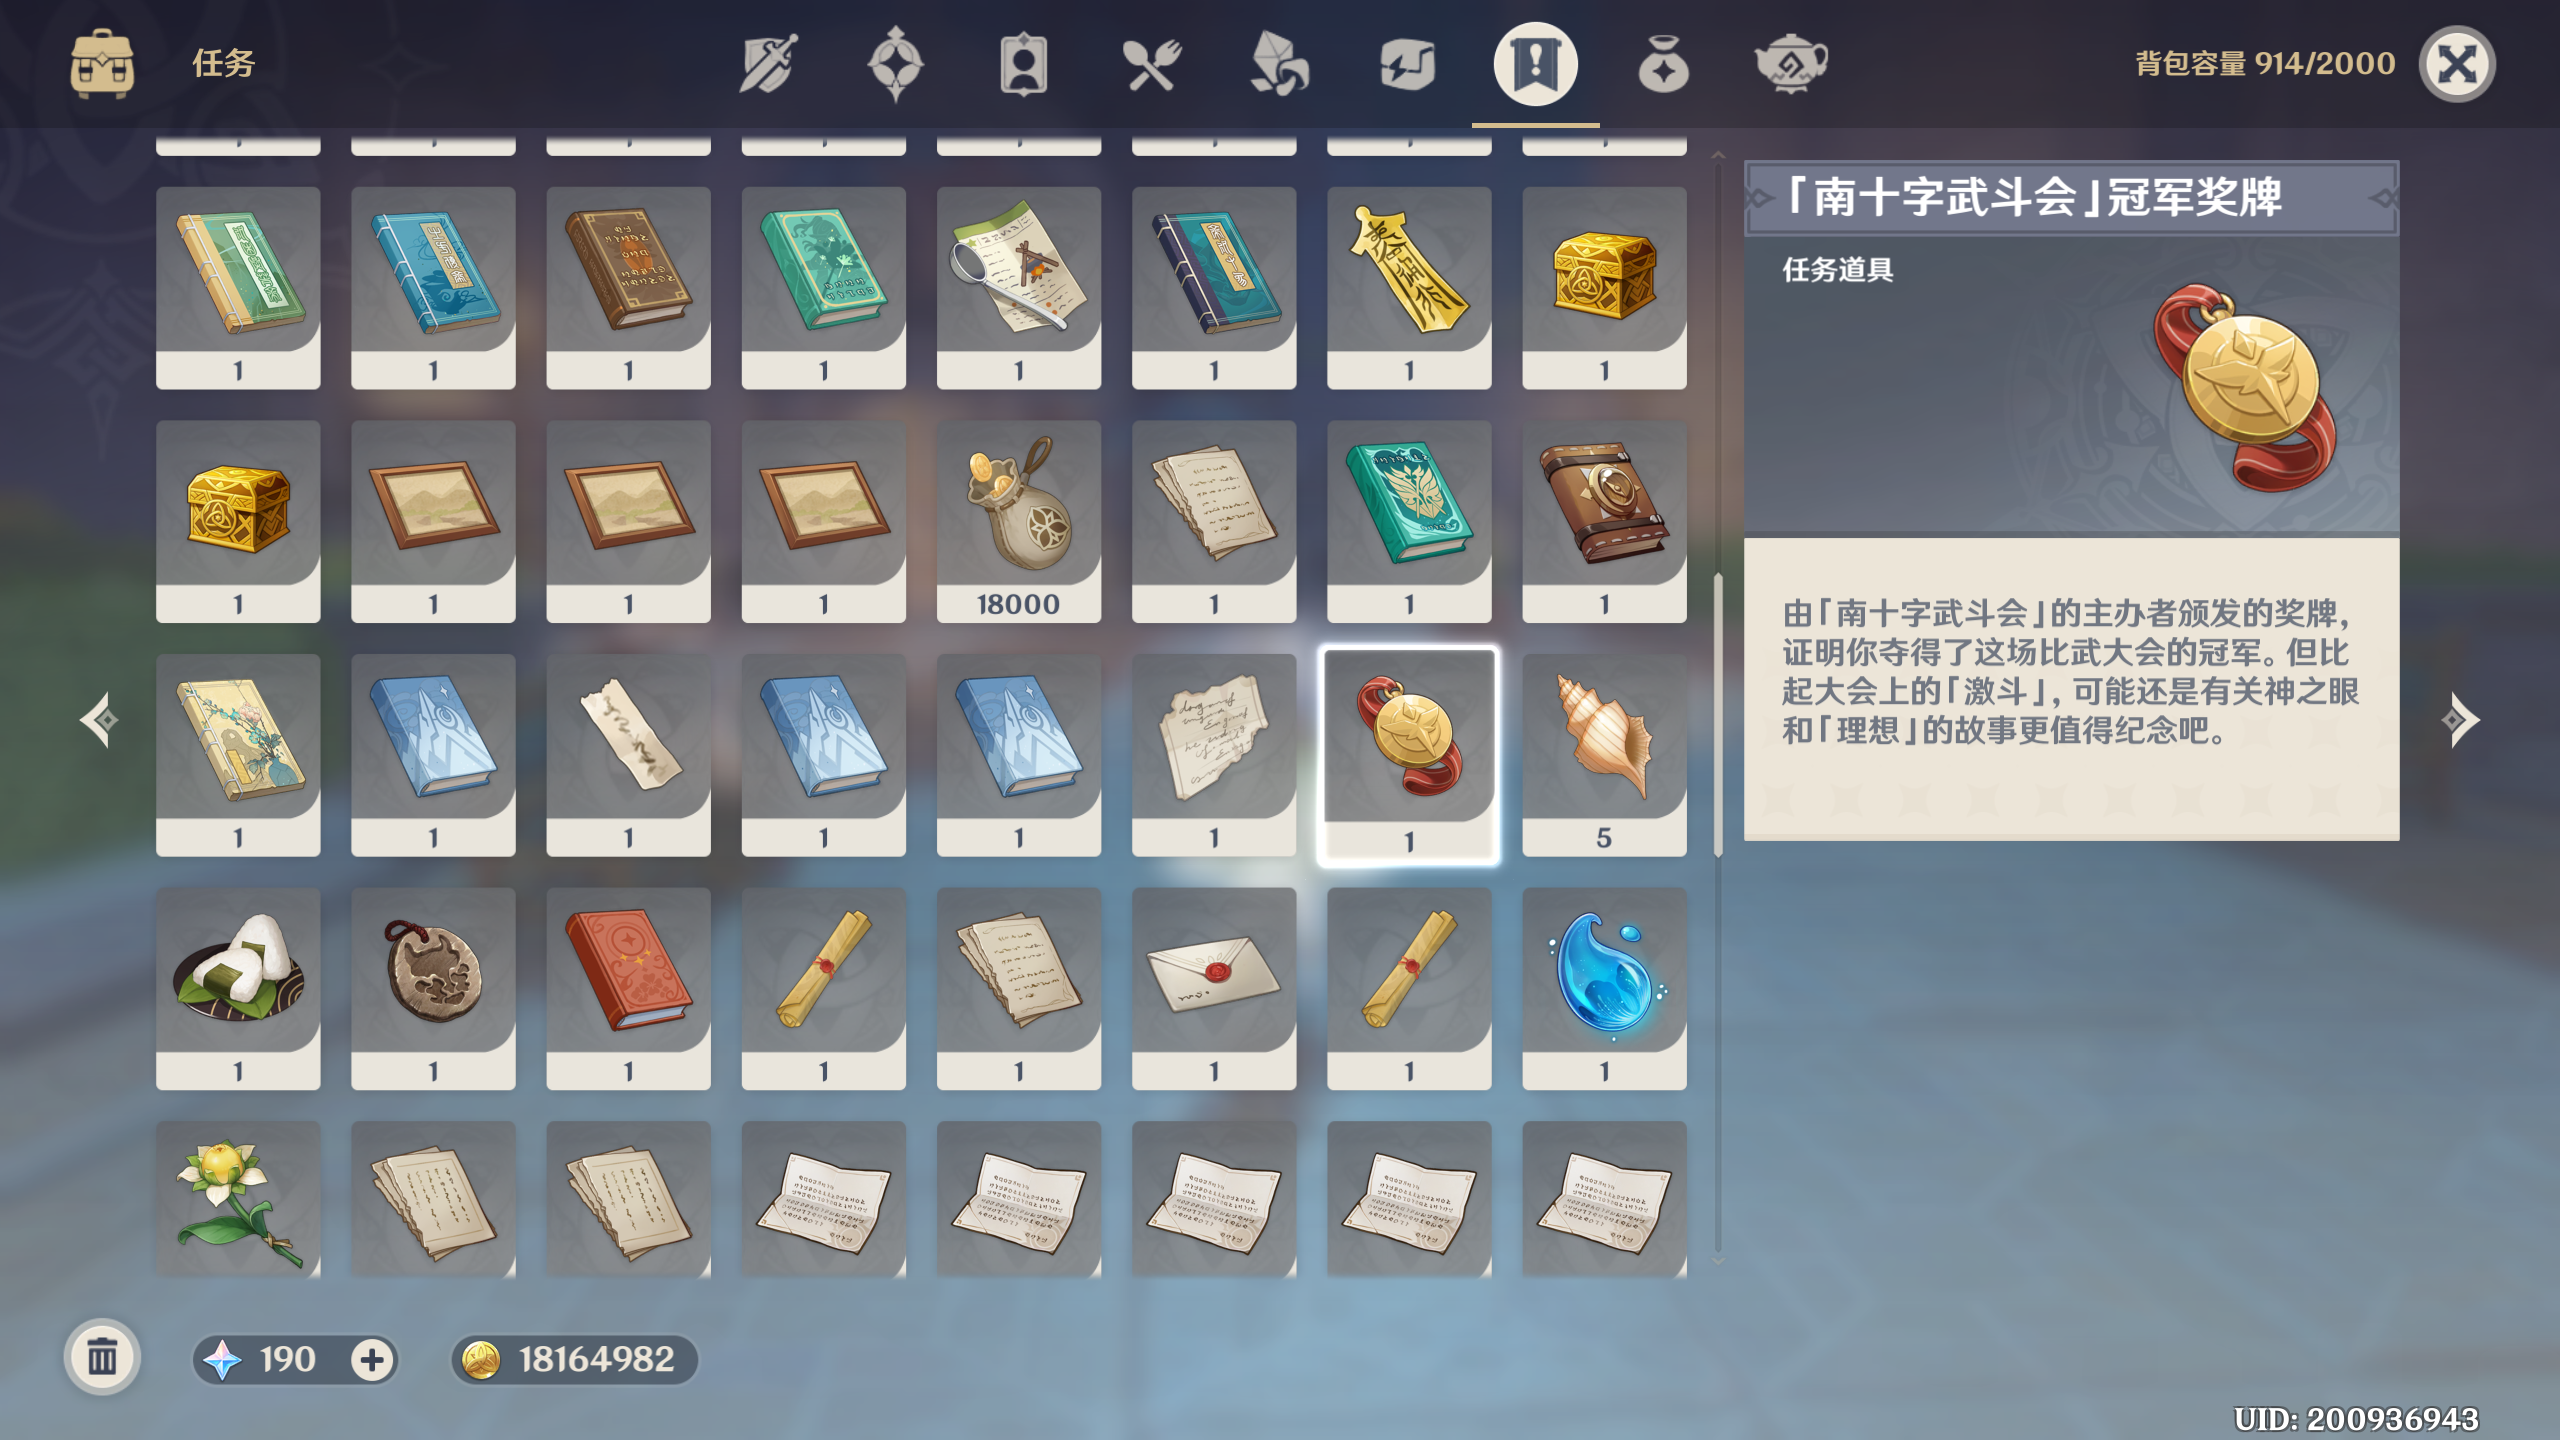 任务
背包容量 914/2000
「南十字武斗会」冠军奖牌
任务道具
由「南十字武斗会」的主办者颁发的奖牌，
证明你夺得了这场比武大会的冠军。但比
起大会上的「激斗」，可能还是有关神之眼
和「理想」的故事更值得纪念吧。
1 1 1 1 1 1 1 1
1 1 1 1 18000 1 1 1
1 1 1 1 1 1 1 5
1 1 1 1 1 1 1 1
190
18164982
UID: 200936943